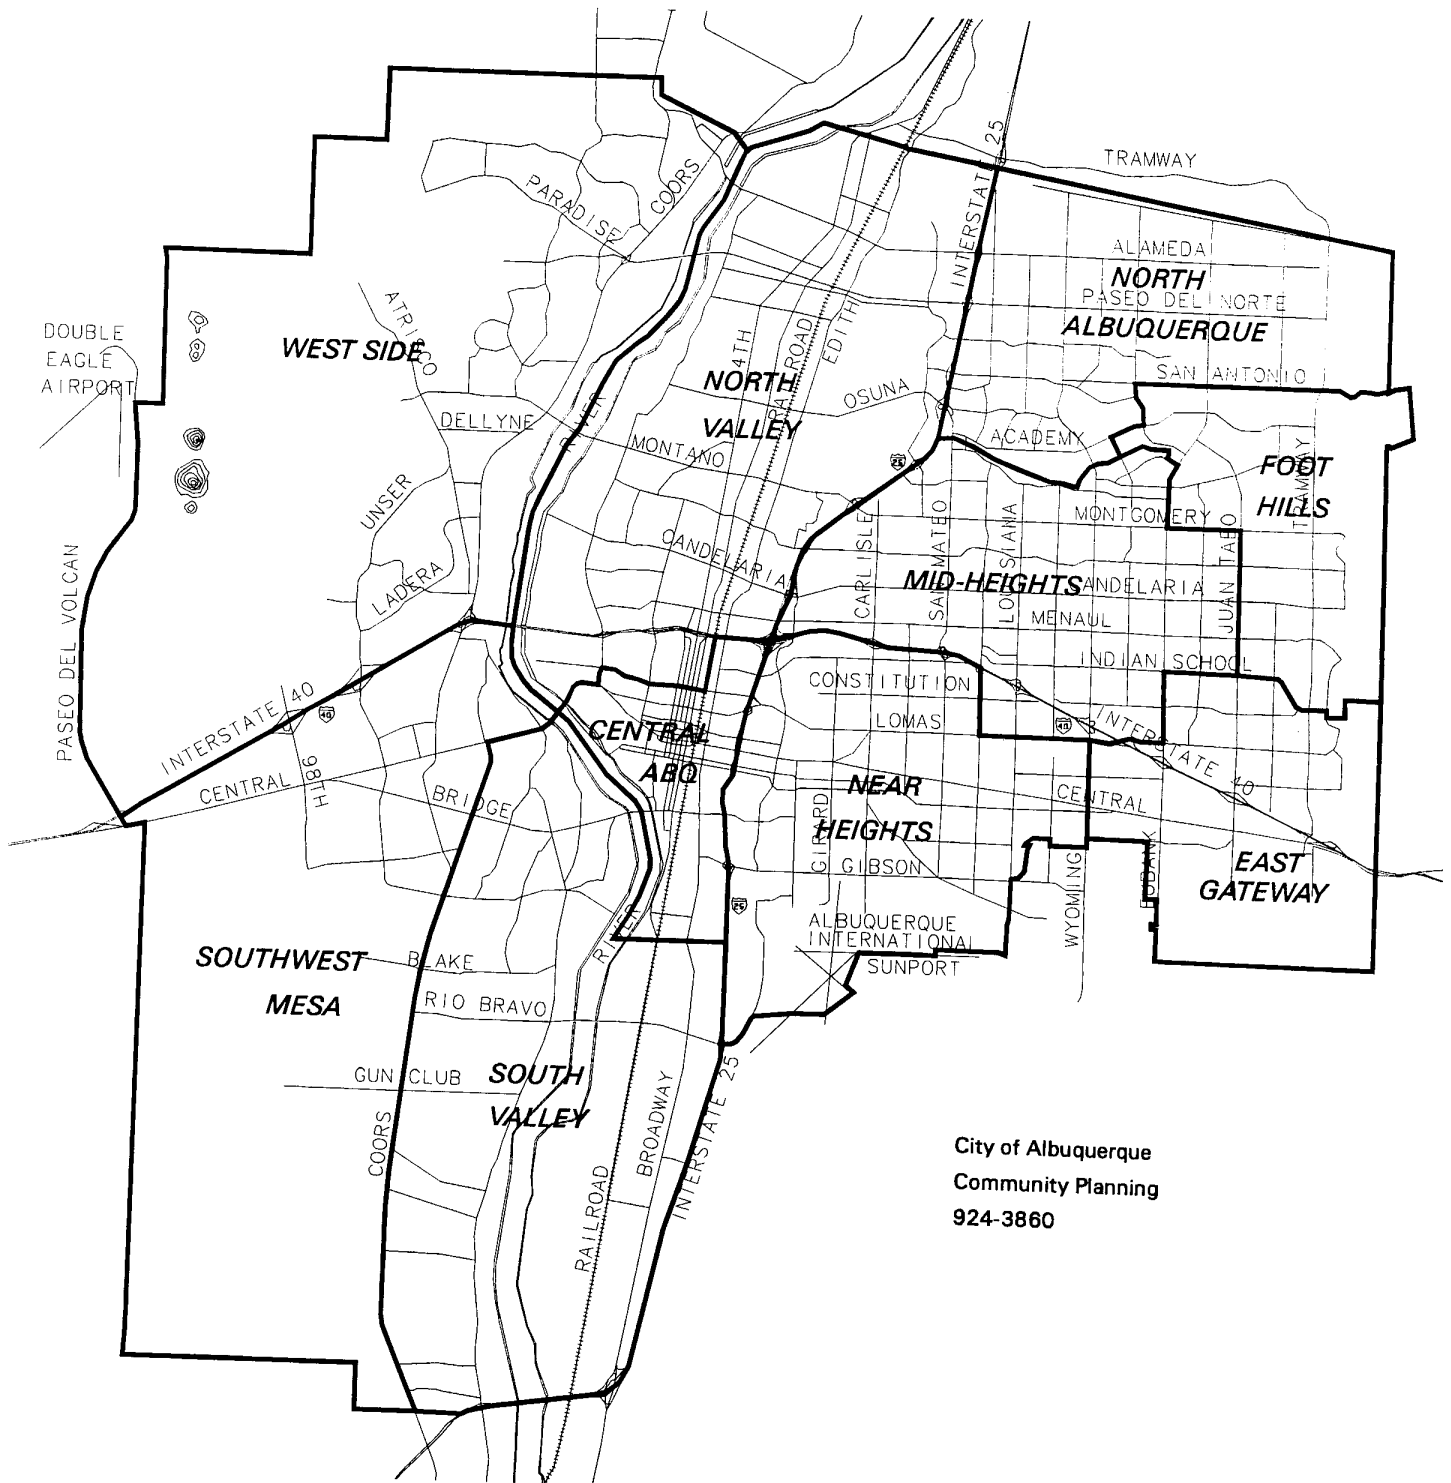 TRAMWAY
INTERSTATE 25
COORS
PARADISE
ALAMEDA
NORTH
PASEO DEL NORTE
ALBUQUERQUE
ATRISCO
DOUBLE
EAGLE
AIRPORT
WEST SIDE
4TH
RAILROAD
EDITH
SAN ANTONIO
NORTH
VALLEY
OSUNA
DELLYNE
RIVER
MONTANO
ACADEMY
25
FOOT
HILLS
TRAMWAY
UNSER
CARLISLE
SAN MATEO
LOUISIANA
MONTGOMERY
JUAN TABO
CANDELARIA
MID-HEIGHTS
ANDELARIA
LADERA
MENAUL
PASEO DEL VOLCAN
INDIAN SCHOOL
CONSTITUTION
INTERSTATE 40
40
LOMAS
40
INTERSTATE 40
CENTRAL
ABQ
CENTRAL
98TH
BRIDGE
NEAR
HEIGHTS
CENTRAL
GIRARD
GIBSON
WYOMING
EUBANK
EAST
GATEWAY
25
RIVER
ALBUQUERQUE
INTERNATIONAL
SUNPORT
SOUTHWEST
MESA
BLAKE
RIO BRAVO
GUN CLUB
SOUTH
VALLEY
COORS
BROADWAY
INTERSTATE 25
RAILROAD
City of Albuquerque
Community Planning
924-3860